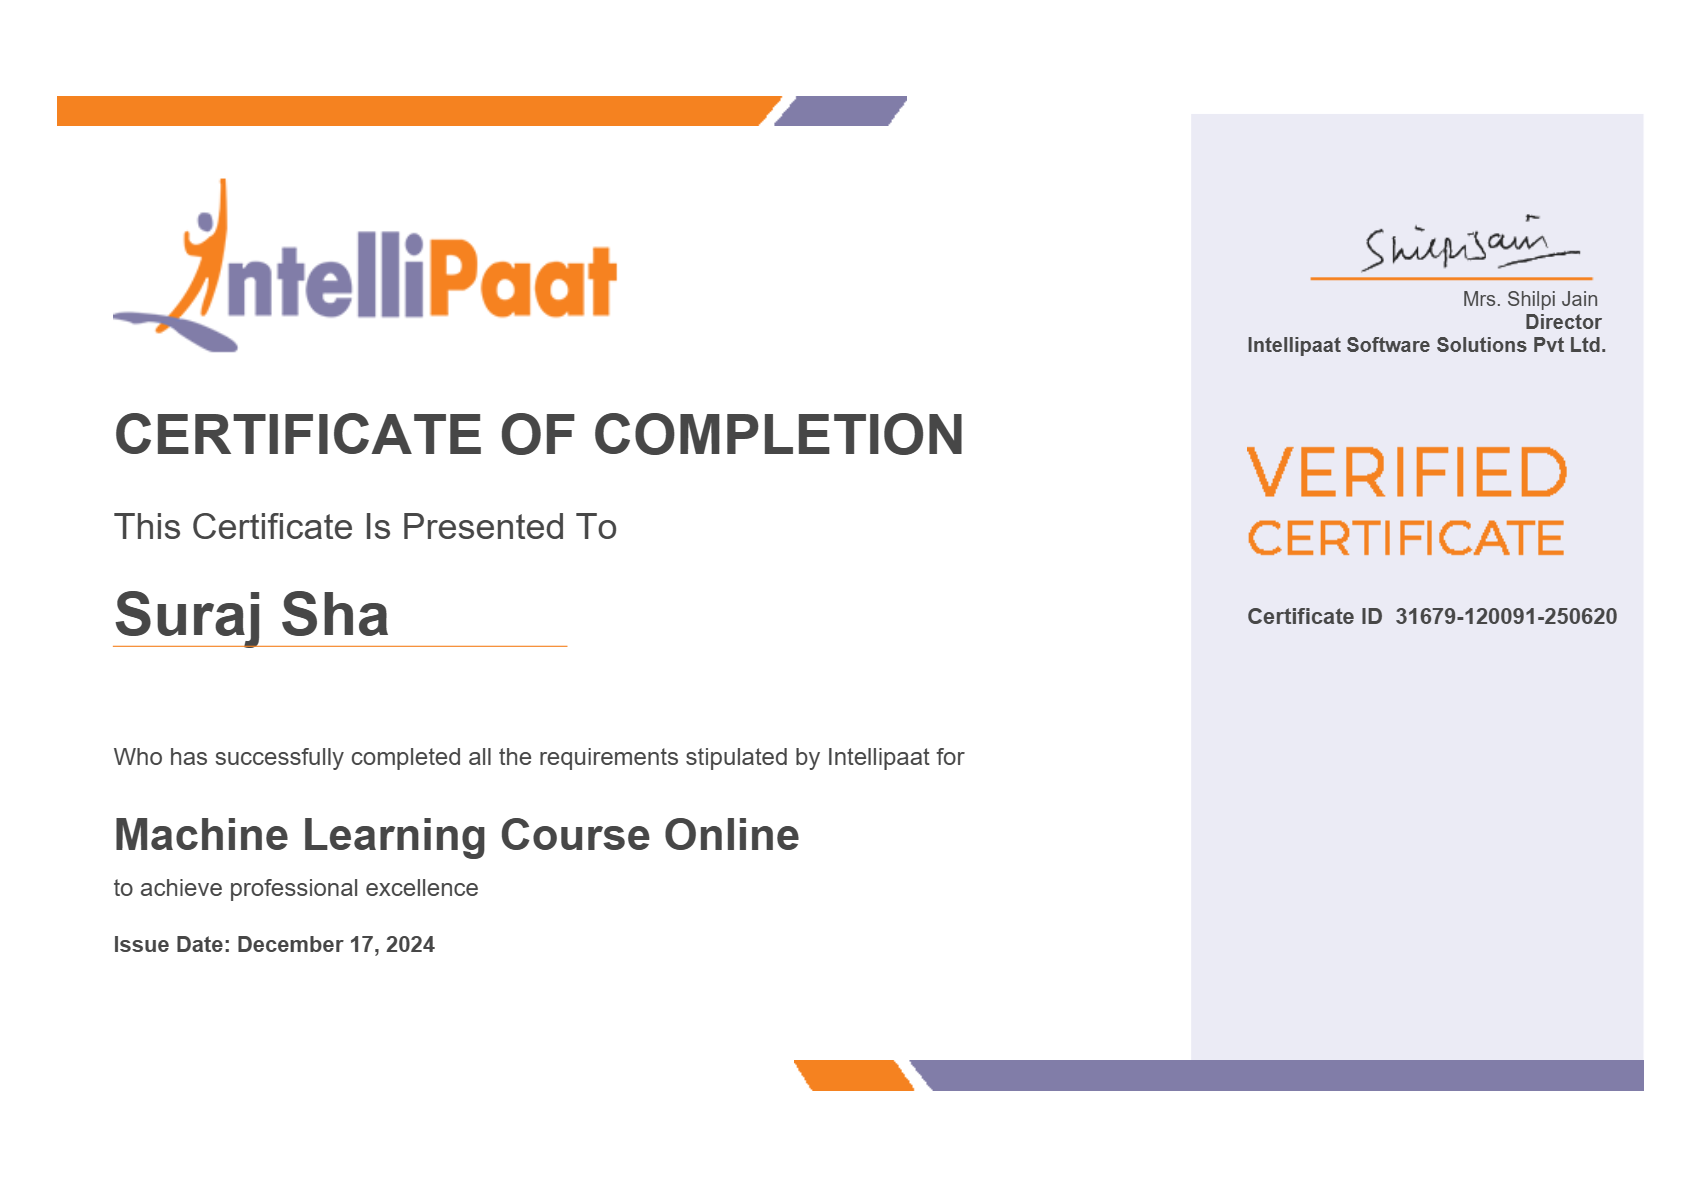 IntelliPaat
CERTIFICATE OF COMPLETION
This Certificate Is Presented To
Suraj Sha
Who has successfully completed all the requirements stipulated by Intellipaat for
Machine Learning Course Online
to achieve professional excellence
Issue Date: December 17, 2024
Shilpi Jain
Mrs. Shilpi Jain
Director
Intellipaat Software Solutions Pvt Ltd.
VERIFIED
CERTIFICATE
Certificate ID 31679-120091-250620